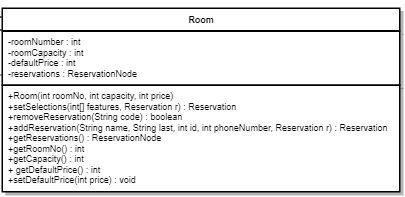 Room
-roomNumber : int
-roomCapacity : int
-defaultPrice : int
-reservations : ReservationNode
+Room(int roomNo, int capacity, int price)
+setSelections(int[] features, Reservation r) : Reservation
+removeReservation(String code) : boolean
+addReservation(String name, String last, int id, int phoneNumber, Reservation r) : Reservation
+getReservations() : ReservationNode
+getRoomNo() : int
+getCapacity() : int
+ getDefaultPrice() : int
+setDefaultPrice(int price) : void